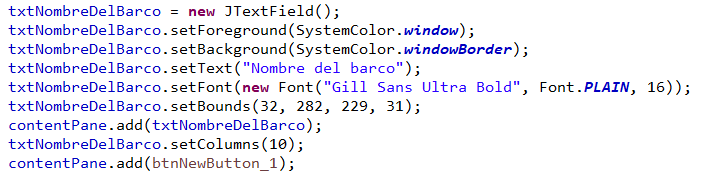 txtNombreDelBarco = new JTextField();
txtNombreDelBarco.setForeground(SystemColor.window);
txtNombreDelBarco.setBackground(SystemColor.windowBorder);
txtNombreDelBarco.setText("Nombre del barco");
txtNombreDelBarco.setFont(new Font("Gill Sans Ultra Bold", Font.PLAIN, 16));
txtNombreDelBarco.setBounds(32, 282, 229, 31);
contentPane.add(txtNombreDelBarco);
txtNombreDelBarco.setColumns(10);
contentPane.add(btnNewButton_1);